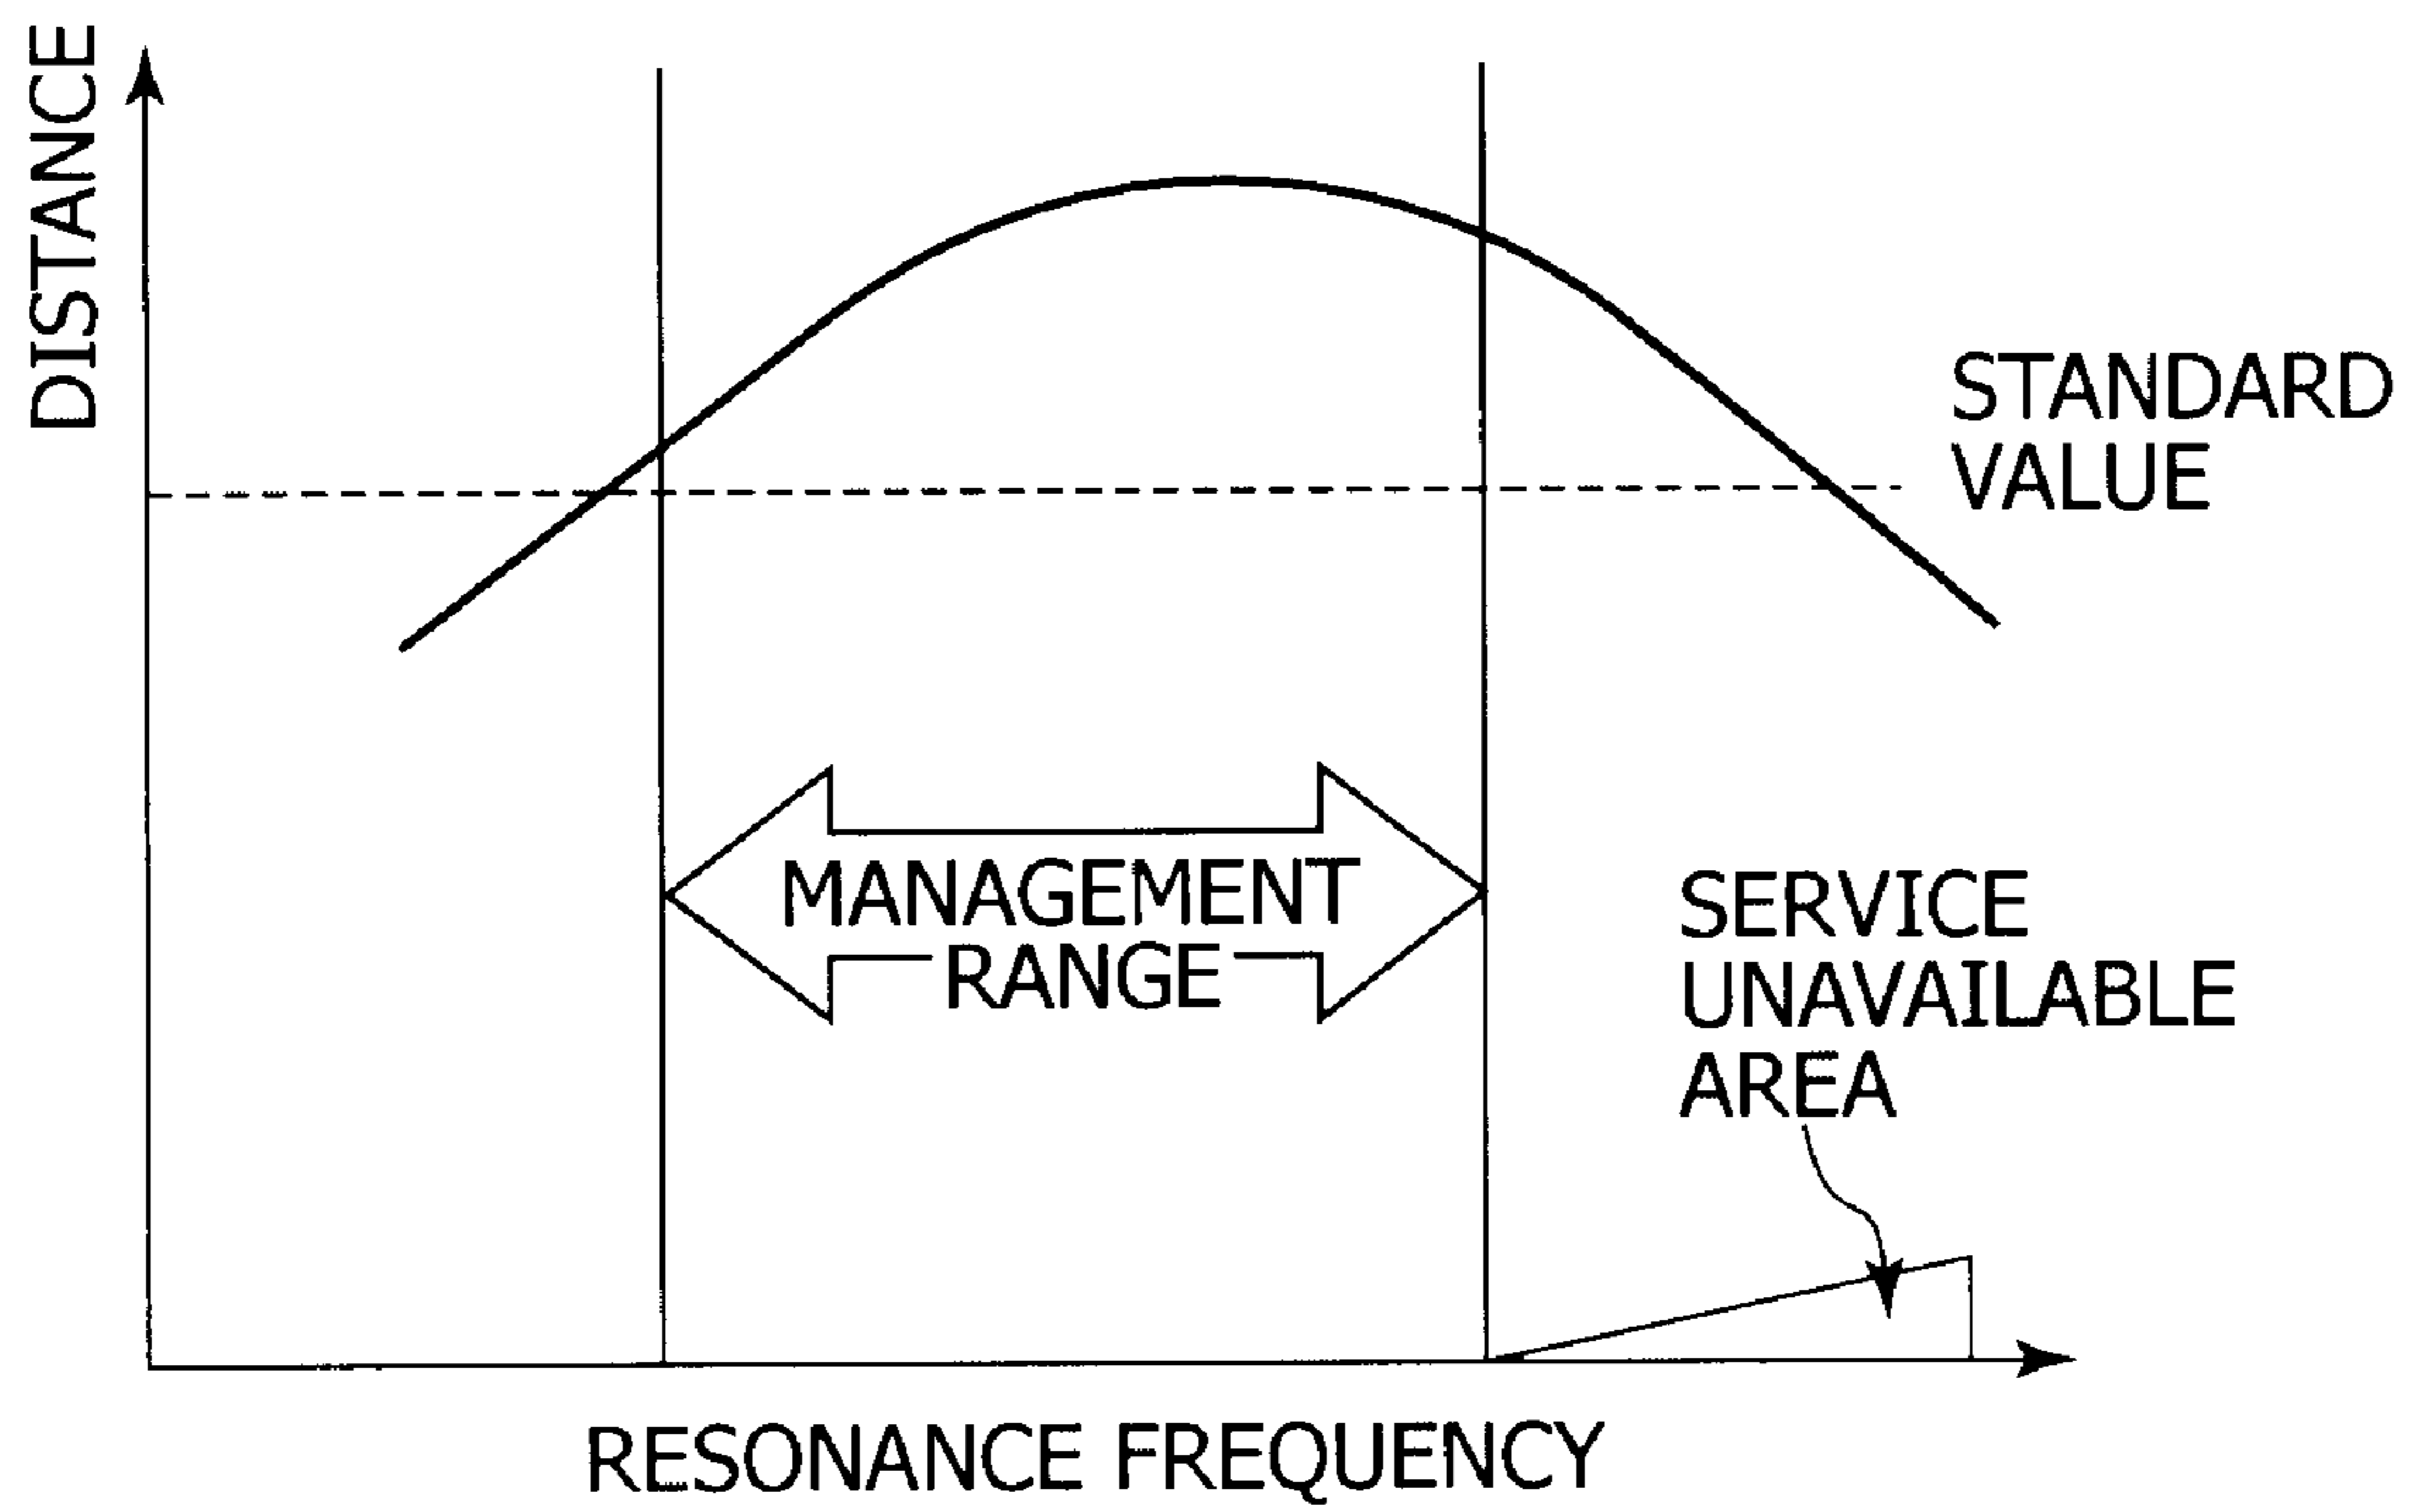 DISTANCE
STANDARD
VALUE
MANAGEMENT
RANGE
SERVICE
UNAVAILABLE
AREA
RESONANCE FREQUENCY